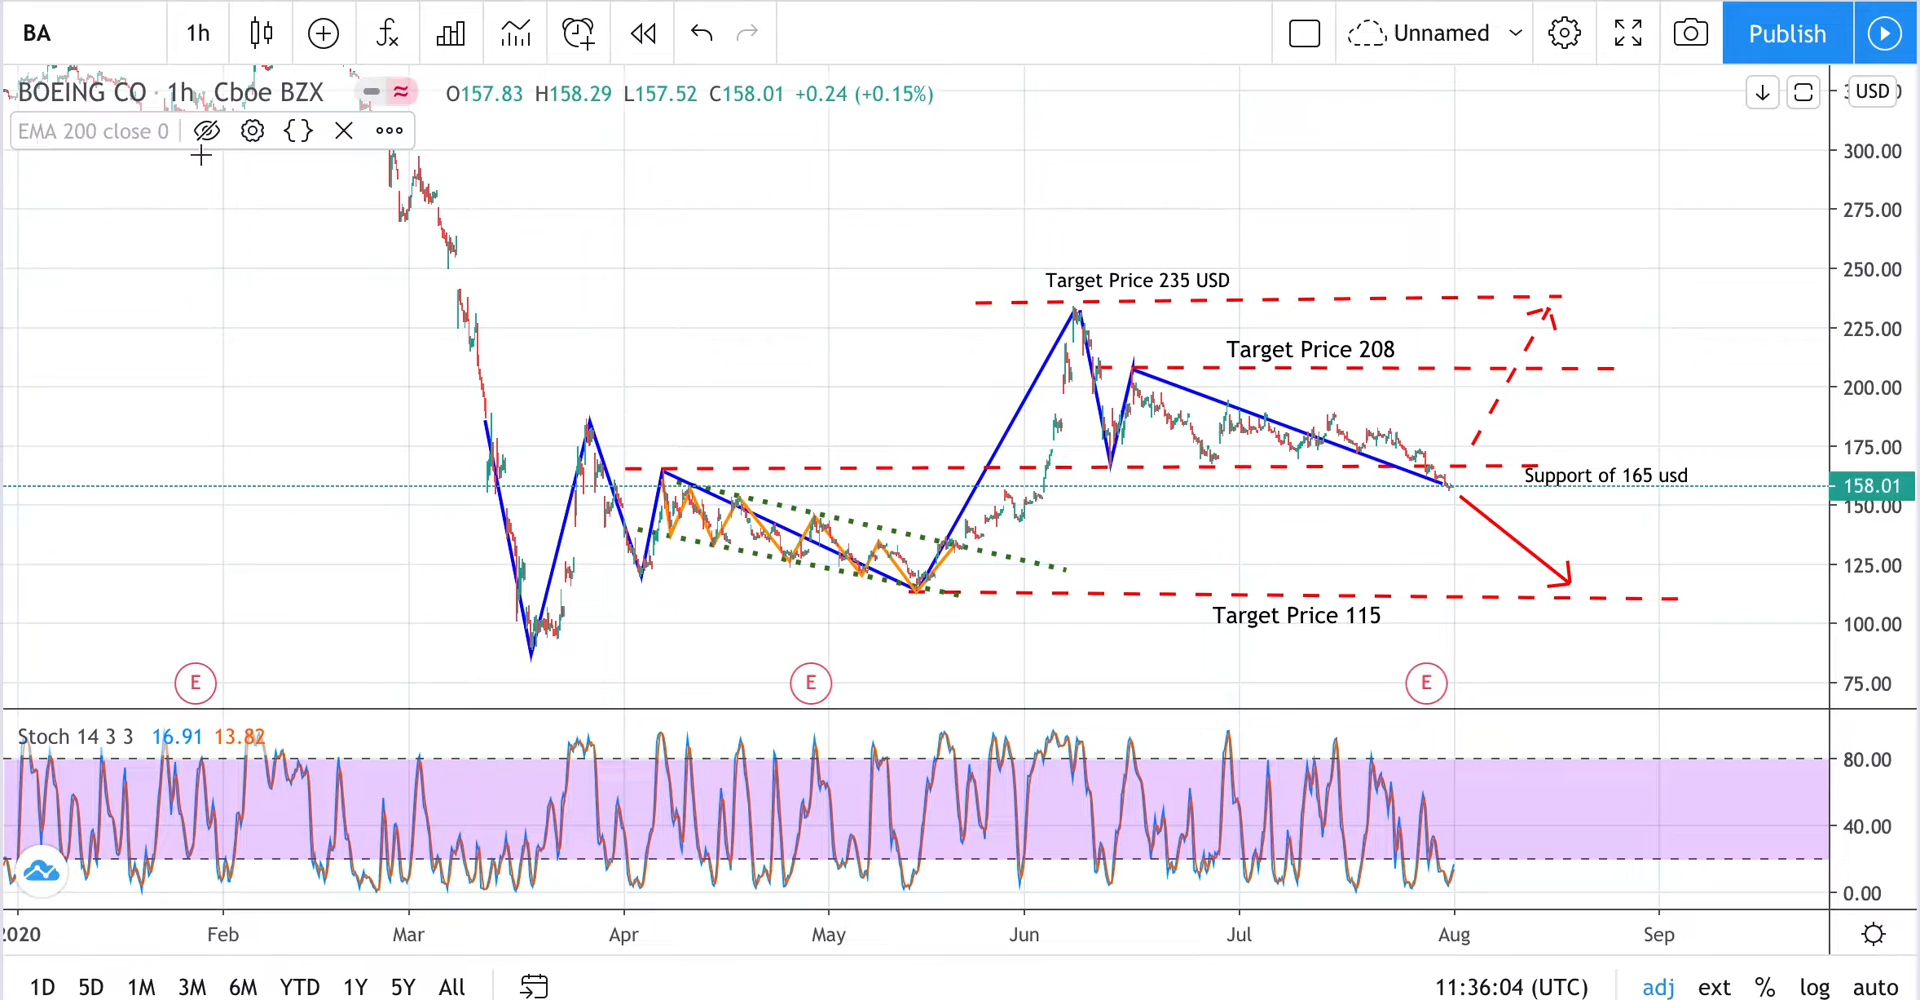 BA 1h Unnamed Publish
BOEING CO · 1h · Cboe BZX O157.83 H158.29 L157.52 C158.01 +0.24 (+0.15%) USD
EMA 200 close 0
300.00
275.00
250.00
Target Price 235 USD
225.00
Target Price 208
200.00
175.00
Support of 165 usd
158.01
150.00
125.00
Target Price 115
100.00
E E E 75.00
Stoch 14 3 3 16.91 13.82
80.00
40.00
0.00
2020 Feb Mar Apr May Jun Jul Aug Sep
1D 5D 1M 3M 6M YTD 1Y 5Y All 11:36:04 (UTC) adj ext % log auto